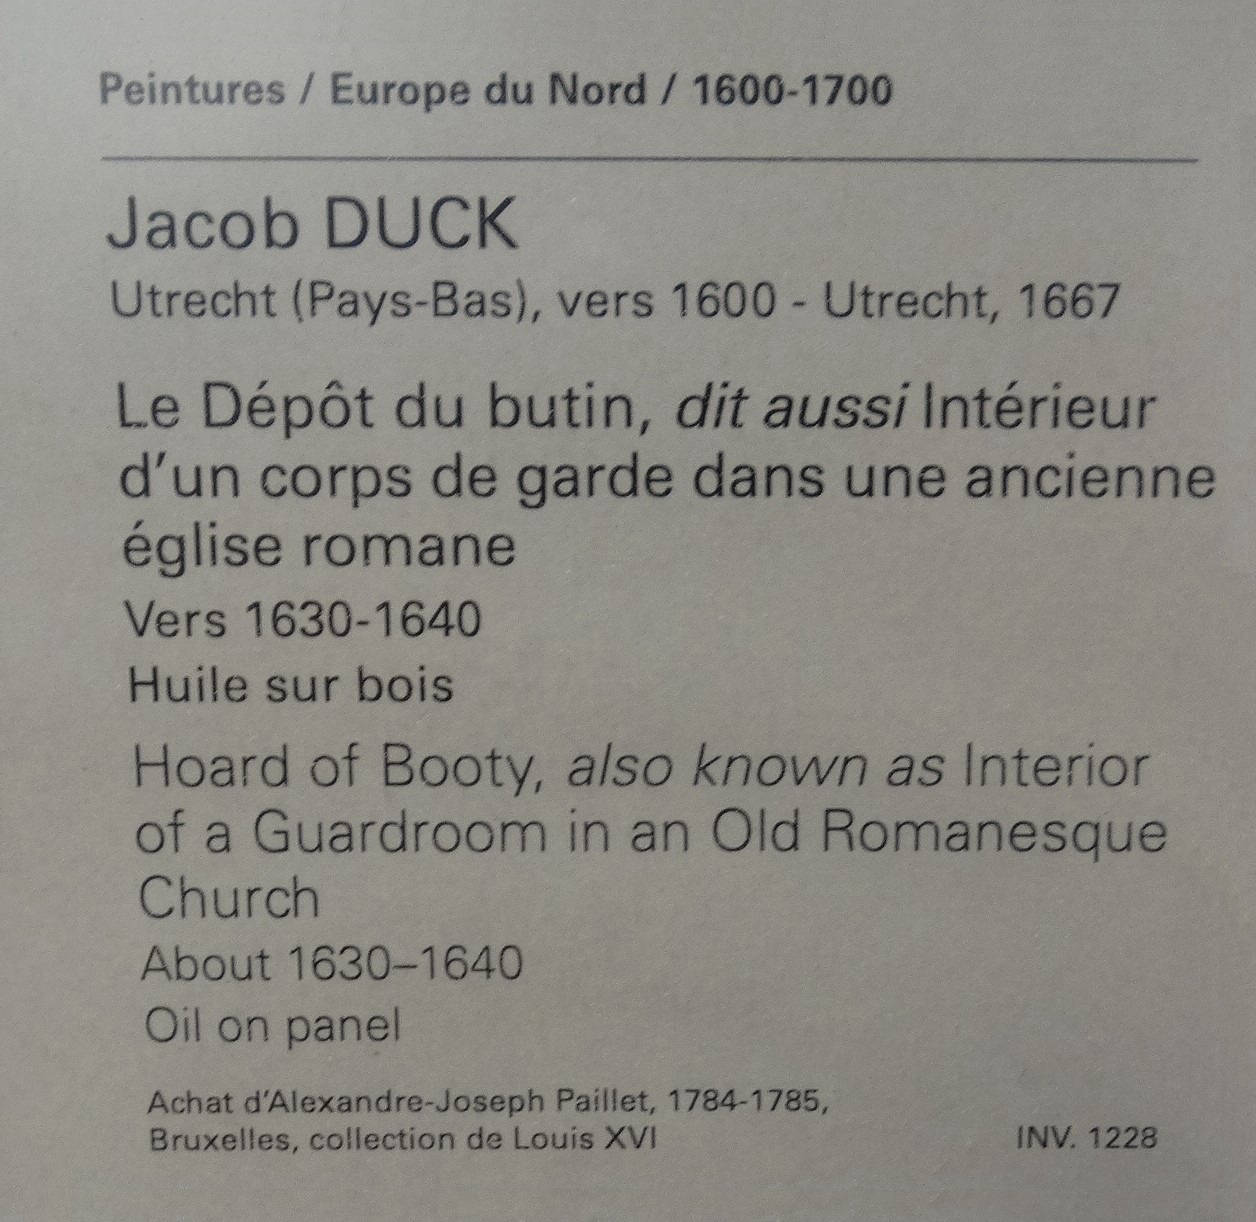 Peintures / Europe du Nord / 1600-1700
Jacob DUCK
Utrecht (Pays-Bas), vers 1600 - Utrecht, 1667
Le Dépôt du butin, dit aussi Intérieur
d’un corps de garde dans une ancienne
église romane
Vers 1630-1640
Huile sur bois
Hoard of Booty, also known as Interior
of a Guardroom in an Old Romanesque
Church
About 1630–1640
Oil on panel
Achat d’Alexandre-Joseph Paillet, 1784-1785,
Bruxelles, collection de Louis XVI
INV. 1228